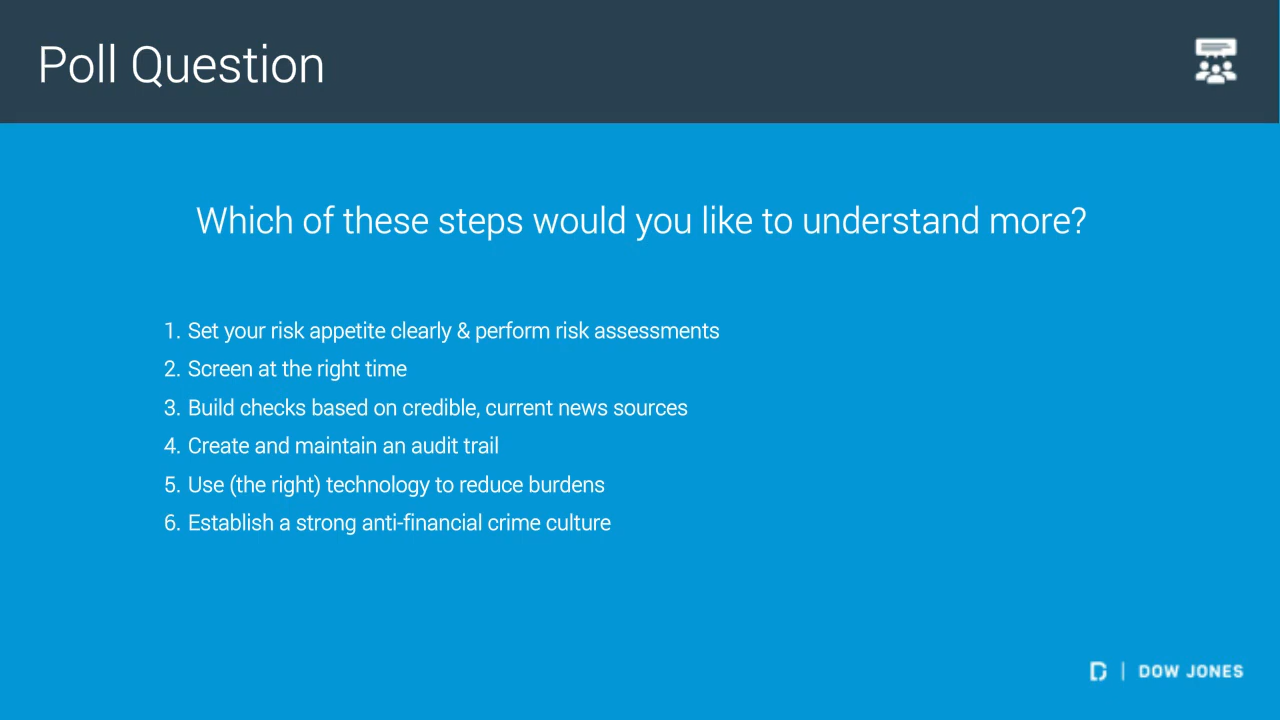 Poll Question
Which of these steps would you like to understand more?
1. Set your risk appetite clearly & perform risk assessments
2. Screen at the right time
3. Build checks based on credible, current news sources
4. Create and maintain an audit trail
5. Use (the right) technology to reduce burdens
6. Establish a strong anti-financial crime culture
D | DOW JONES